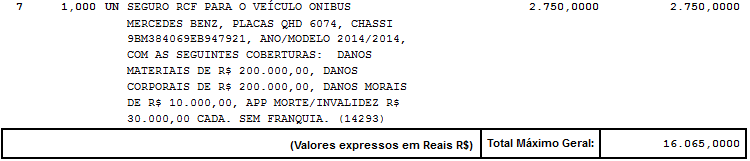 7 1,000 UN SEGURO RCF PARA O VEÍCULO ONIBUS 2.750,0000 2.750,0000
MERCEDES BENZ, PLACAS QHD 6074, CHASSI
9BM384069EB947921, ANO/MODELO 2014/2014,
COM AS SEGUINTES COBERTURAS: DANOS
MATERIAIS DE R$ 200.000,00, DANOS
CORPORAIS DE R$ 200.000,00, DANOS MORAIS
DE R$ 10.000,00, APP MORTE/INVALIDEZ R$
30.000,00 CADA. SEM FRANQUIA. (14293)
(Valores expressos em Reais R$) Total Máximo Geral: 16.065,0000